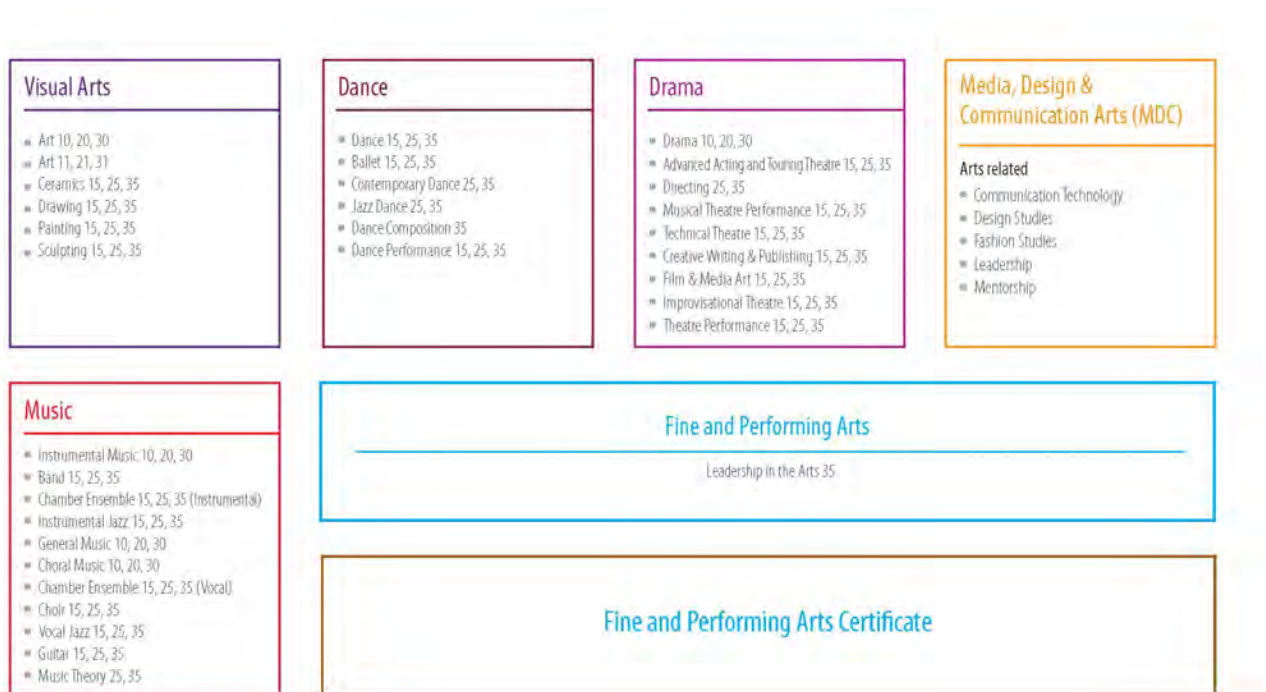 Visual Arts
Art 10, 20, 30
Art 11, 21, 31
Ceramics 15, 25, 35
Drawing 15, 25, 35
Painting 15, 25, 35
Sculpting 15, 25, 35
Dance
Dance 15, 25, 35
Ballet 15, 25, 35
Contemporary Dance 25, 35
Jazz Dance 25, 35
Dance Composition 35
Dance Performance 15, 25, 35
Drama
Drama 10, 20, 30
Advanced Acting and Touring Theatre 15, 25, 35
Directing 25, 35
Musical Theatre Performance 15, 25, 35
Technical Theatre 15, 25, 35
Creative Writing & Publishing 15, 25, 35
Film & Media Art 15, 25, 35
Improvisational Theatre 15, 25, 35
Theatre Performance 15, 25, 35
Media, Design &
Communication Arts (MDC)
Arts related
Communication Technology
Design Studies
Fashion Studies
Leadership
Mentorship
Music
Instrumental Music 10, 20, 30
Band 15, 25, 35
Chamber Ensemble 15, 25, 35 (Instrumental)
Instrumental Jazz 15, 25, 35
General Music 10, 20, 30
Choral Music 10, 20, 30
Chamber Ensemble 15, 25, 35 (Vocal)
Choir 15, 25, 35
Vocal Jazz 15, 25, 35
Guitar 15, 25, 35
Music Theory 25, 35
Fine and Performing Arts
Leadership in the Arts 35
Fine and Performing Arts Certificate